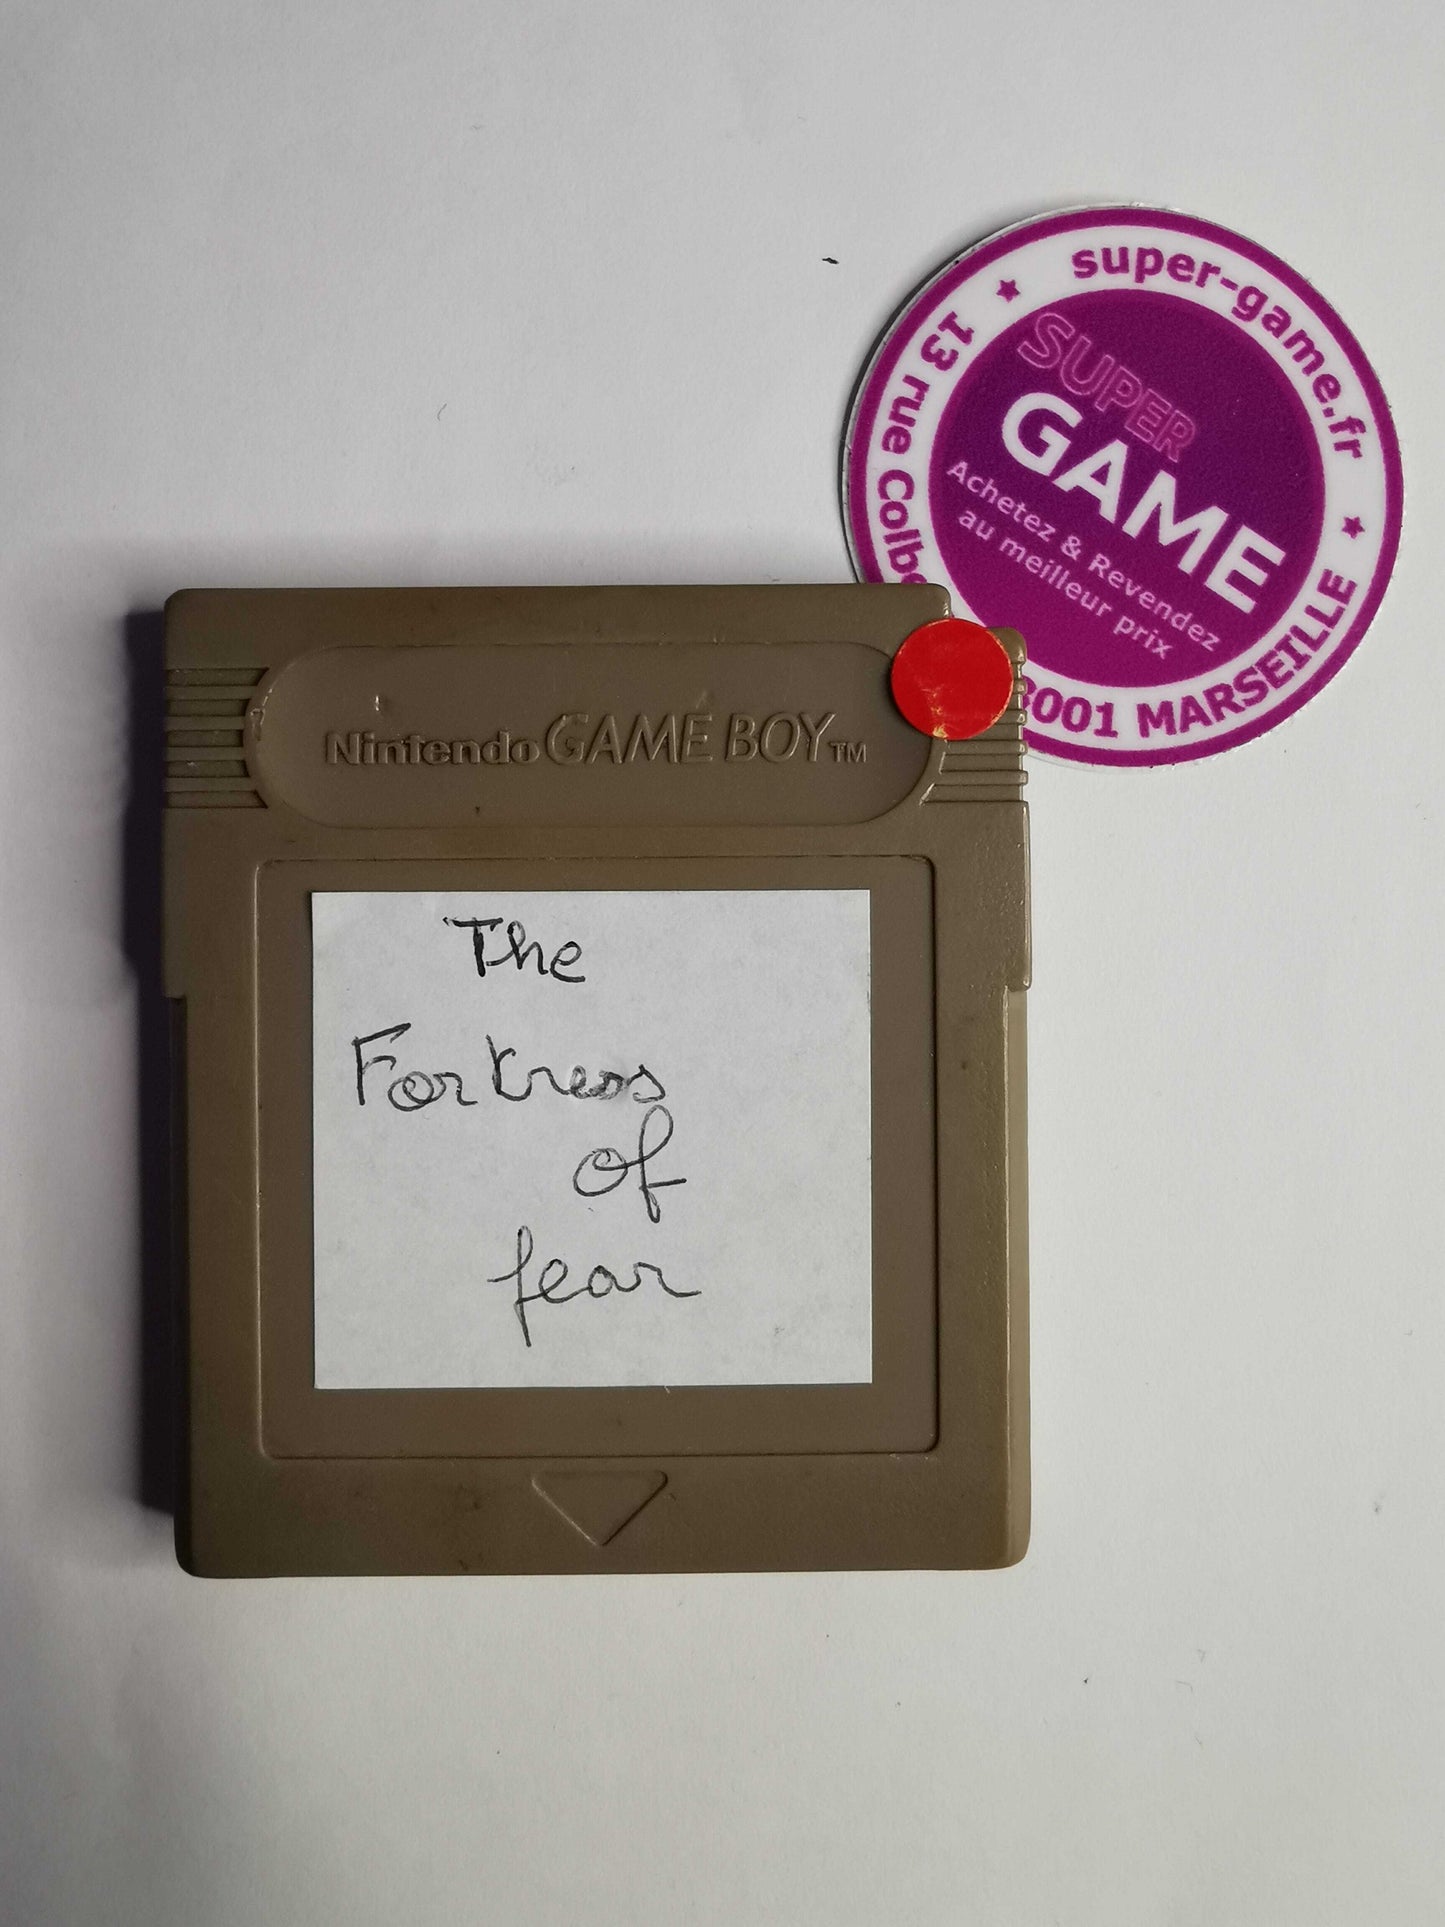 super-game.fr
13 rue Colbe
3001 MARSEILLE
SUPER
GAME
Achetez & Revendez
au meilleur prix
Nintendo GAME BOY TM
The
Fortress
of
fear